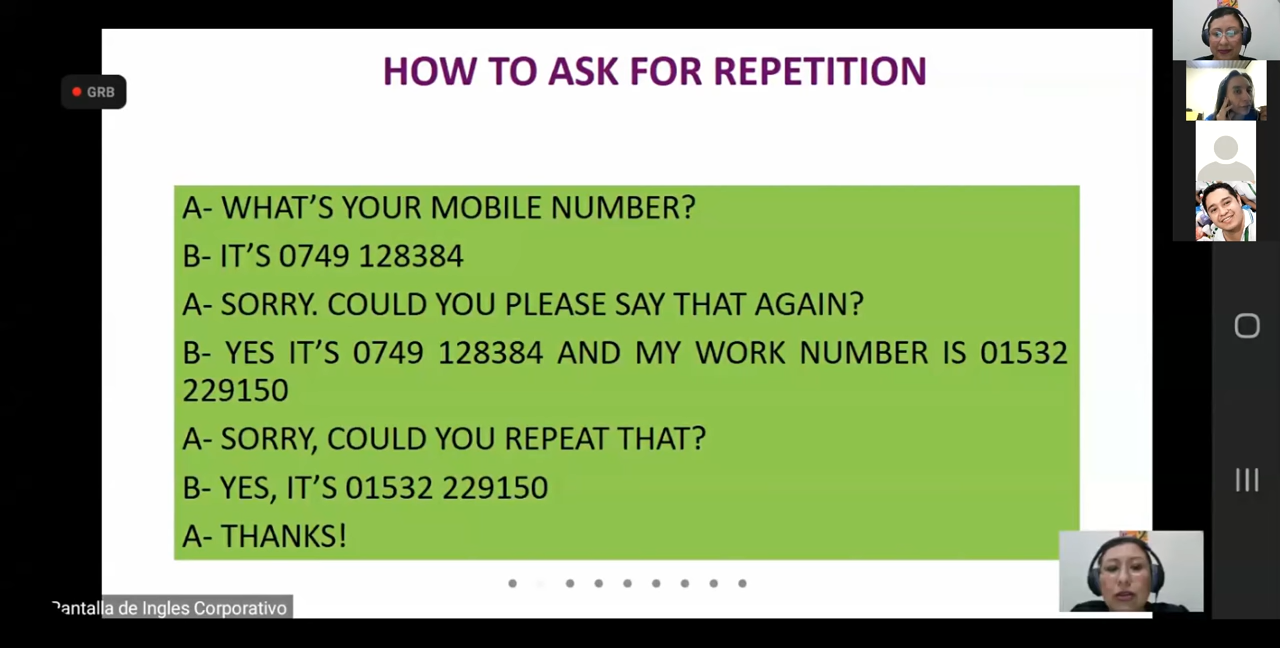 HOW TO ASK FOR REPETITION
GRB
A- WHAT'S YOUR MOBILE NUMBER?
B- IT'S 0749 128384
A- SORRY. COULD YOU PLEASE SAY THAT AGAIN?
B- YES IT'S 0749 128384 AND MY WORK NUMBER IS 01532
229150
A- SORRY, COULD YOU REPEAT THAT?
B- YES, IT'S 01532 229150
A- THANKS!
Pantalla de Ingles Corporativo